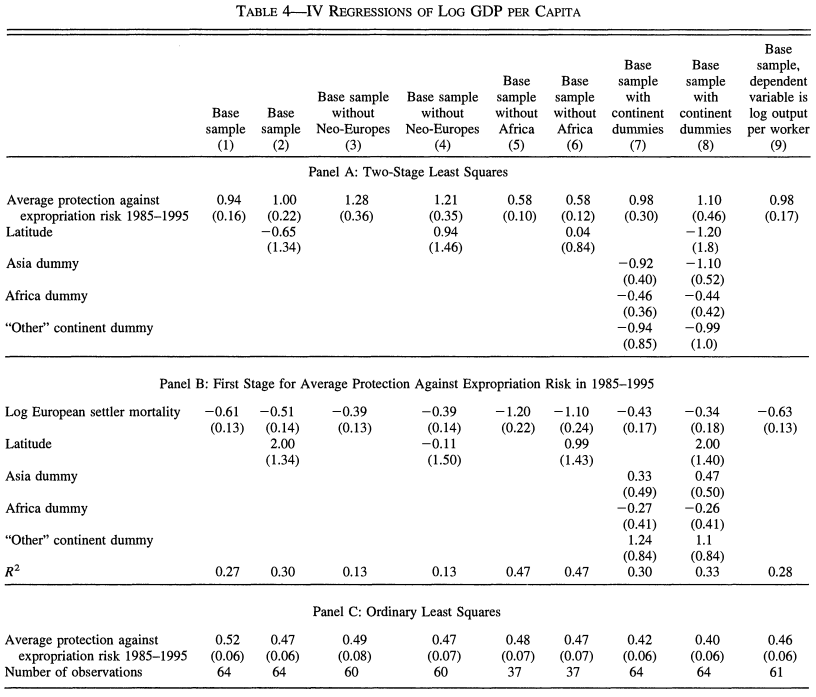 TABLE 4—IV REGRESSIONS OF LOG GDP PER CAPITA
Base sample (1) Base sample (2) Base sample without Neo-Europes (3) Base sample without Neo-Europes (4) Base sample without Africa (5) Base sample without Africa (6) Base sample with continent dummies (7) Base sample with continent dummies (8) Base sample, dependent variable is log output per worker (9)
Panel A: Two-Stage Least Squares
Average protection against 0.94 1.00 1.28 1.21 0.58 0.58 0.98 1.10 0.98
expropriation risk 1985–1995 (0.16) (0.22) (0.36) (0.35) (0.10) (0.12) (0.30) (0.46) (0.17)
Latitude −0.65 0.94 0.04 −1.20
(1.34) (1.46) (0.84) (1.8)
Asia dummy −0.92 −1.10
(0.40) (0.52)
Africa dummy −0.46 −0.44
(0.36) (0.42)
“Other” continent dummy −0.94 −0.99
(0.85) (1.0)
Panel B: First Stage for Average Protection Against Expropriation Risk in 1985–1995
Log European settler mortality −0.61 −0.51 −0.39 −0.39 −1.20 −1.10 −0.43 −0.34 −0.63
(0.13) (0.14) (0.13) (0.14) (0.22) (0.24) (0.17) (0.18) (0.13)
Latitude 2.00 −0.11 0.99 2.00
(1.34) (1.50) (1.43) (1.40)
Asia dummy 0.33 0.47
(0.49) (0.50)
Africa dummy −0.27 −0.26
(0.41) (0.41)
“Other” continent dummy 1.24 1.1
(0.84) (0.84)
R² 0.27 0.30 0.13 0.13 0.47 0.47 0.30 0.33 0.28
Panel C: Ordinary Least Squares
Average protection against 0.52 0.47 0.49 0.47 0.48 0.47 0.42 0.40 0.46
expropriation risk 1985–1995 (0.06) (0.06) (0.08) (0.07) (0.07) (0.07) (0.06) (0.06) (0.06)
Number of observations 64 64 60 60 37 37 64 64 61